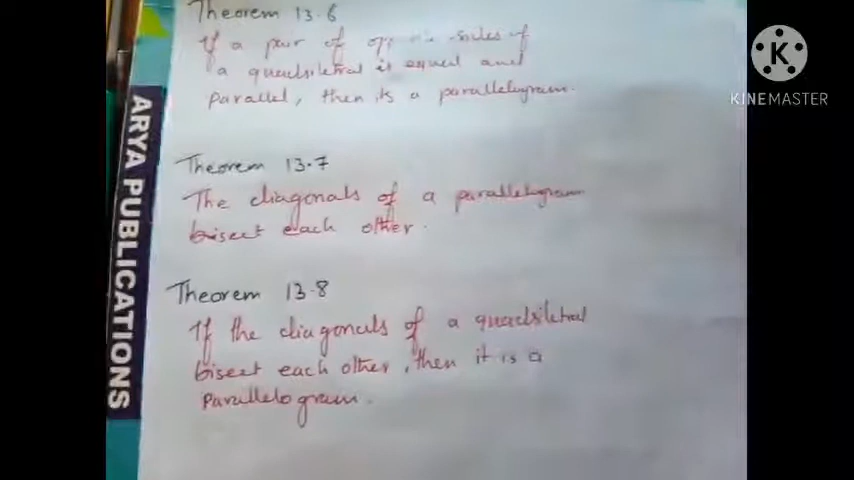 Theorem 13.6
If a pair of opposite sides of
a quadsiletral is equal and
parallel, then its a parallelogram.
Theorem 13.7
The diagonals of a parallelogram
bisect each other.
Theorem 13.8
If the diagonals of a quadsiletral
bisect each other, then it is a
parallelogram.
ARYA PUBLICATIONS
KINEMASTER